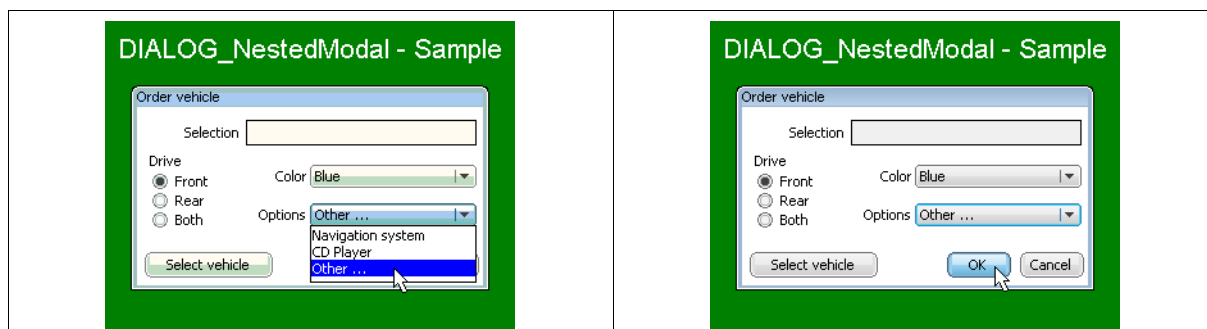 DIALOG_NestedModal - Sample
Order vehicle
Selection
Drive
Front
Color Blue
Rear
Options Other ...
Both
Navigation system
CD Player
Other ...
Select vehicle
DIALOG_NestedModal - Sample
Order vehicle
Selection
Drive
Front
Color Blue
Rear
Options Other ...
Both
Select vehicle OK Cancel